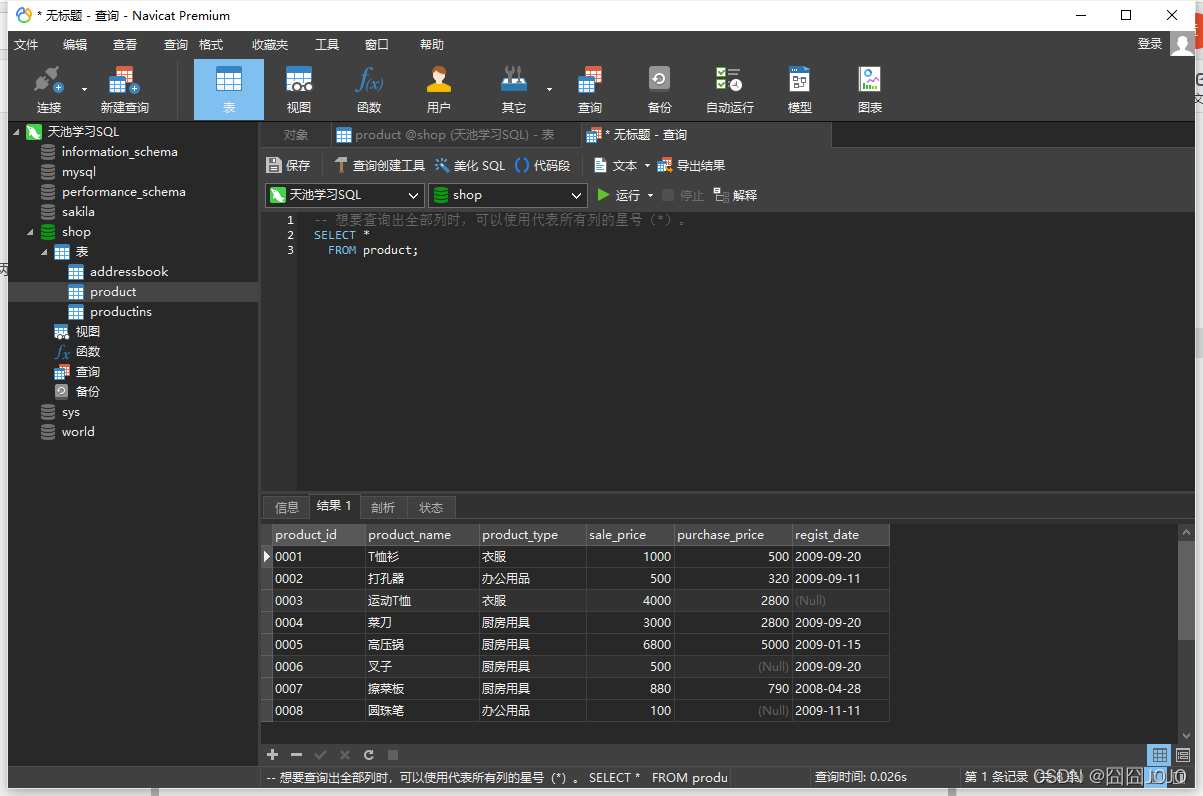 * 无标题 - 查询 - Navicat Premium
文件 编辑 查看 查询 格式 收藏夹 工具 窗口 帮助 登录
连接 新建查询 表 视图 函数 用户 其它 查询 备份 自动运行 模型 图表
天池学习SQL
information_schema
mysql
performance_schema
sakila
shop
表
addressbook
product
productins
视图
函数
查询
备份
sys
world
对象 product @shop (天池学习SQL) - 表 * 无标题 - 查询
保存 查询创建工具 美化 SQL 代码段 文本 导出结果
天池学习SQL shop 运行 停止 解释
1 -- 想要查询出全部列时，可以使用代表所有列的星号（*）。
2 SELECT *
3 FROM product;
信息 结果 1 剖析 状态
product_id product_name product_type sale_price purchase_price regist_date
0001 T恤衫 衣服 1000 500 2009-09-20
0002 打孔器 办公用品 500 320 2009-09-11
0003 运动T恤 衣服 4000 2800 (Null)
0004 菜刀 厨房用具 3000 2800 2009-09-20
0005 高压锅 厨房用具 6800 5000 2009-01-15
0006 叉子 厨房用具 500 (Null) 2009-09-20
0007 擦菜板 厨房用具 880 790 2008-04-28
0008 圆珠笔 办公用品 100 (Null) 2009-11-11
-- 想要查询出全部列时，可以使用代表所有列的星号（*）。 SELECT * FROM produ 查询时间: 0.026s 第 1 条记录 (共 8 条)
CSDN @囧囧JOJO